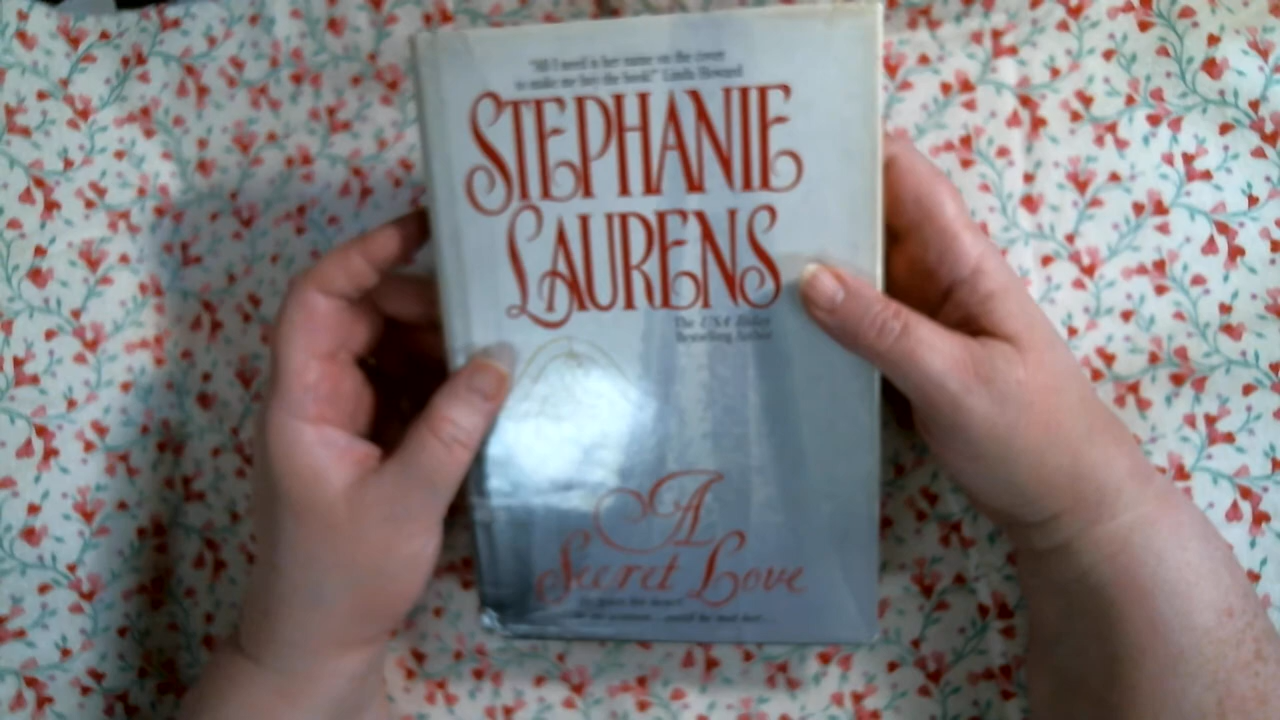 "All I need is her name on the cover
to make me buy the book!" Linda Howard
STEPHANIE
LAURENS
The USA Today
Bestselling Author
A
Secret Love